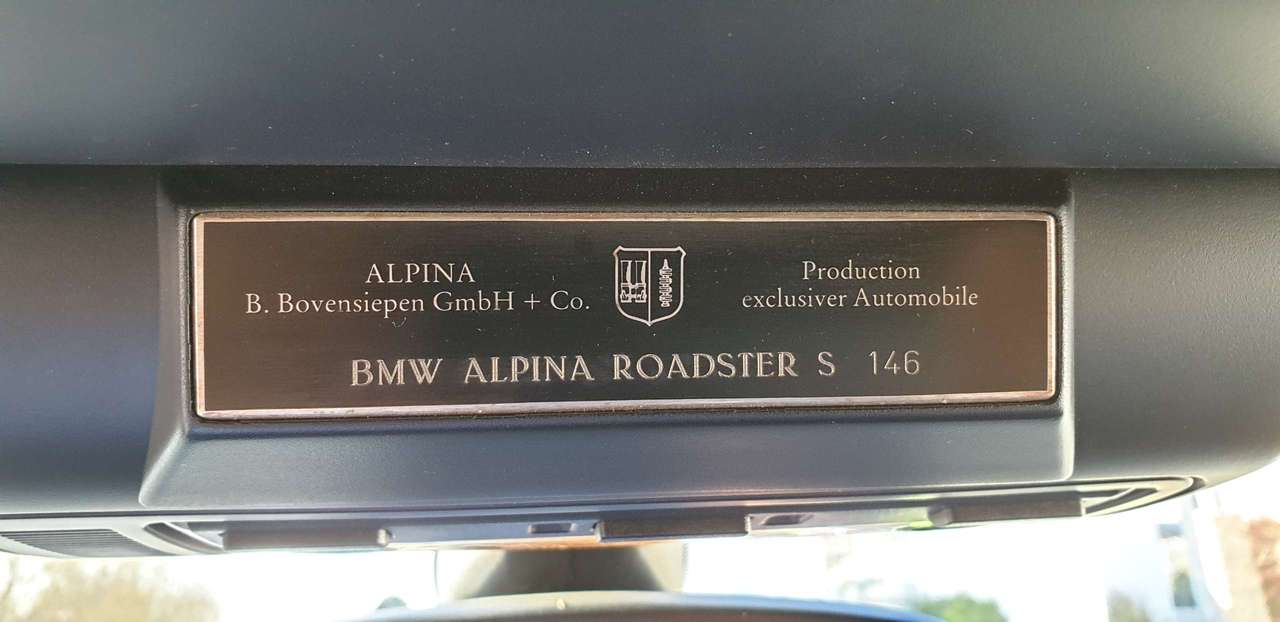 ALPINA
B. Bovensiepen GmbH + Co.
Production
exclusiver Automobile
BMW ALPINA ROADSTER S 146